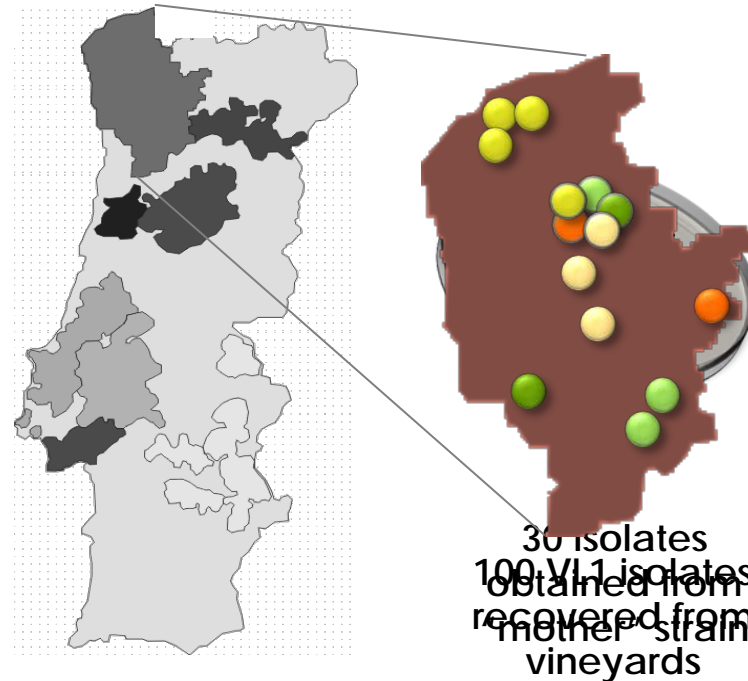 30 isolates
obtained from
"mother" strain
100 VL1 isolates
recovered from
vineyards